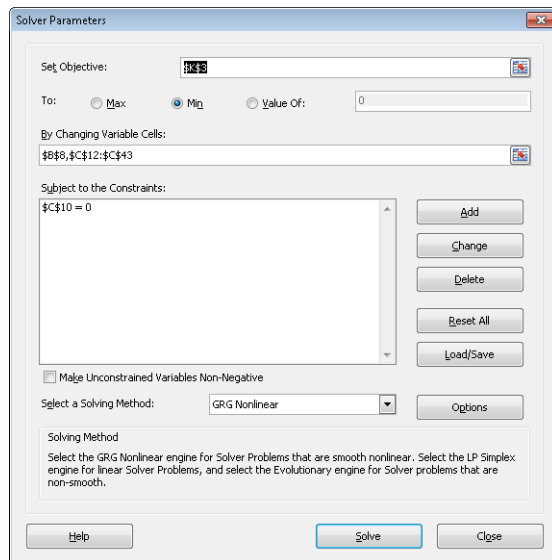 Solver Parameters
Set Objective:
$K$3
To:
Max
Min
Value Of:
0
By Changing Variable Cells:
$B$8,$C$12:$C$43
Subject to the Constraints:
$C$10 = 0
Add
Change
Delete
Reset All
Load/Save
Make Unconstrained Variables Non-Negative
Select a Solving Method:
GRG Nonlinear
Options
Solving Method
Select the GRG Nonlinear engine for Solver Problems that are smooth nonlinear. Select the LP Simplex
engine for linear Solver Problems, and select the Evolutionary engine for Solver problems that are
non-smooth.
Help
Solve
Close